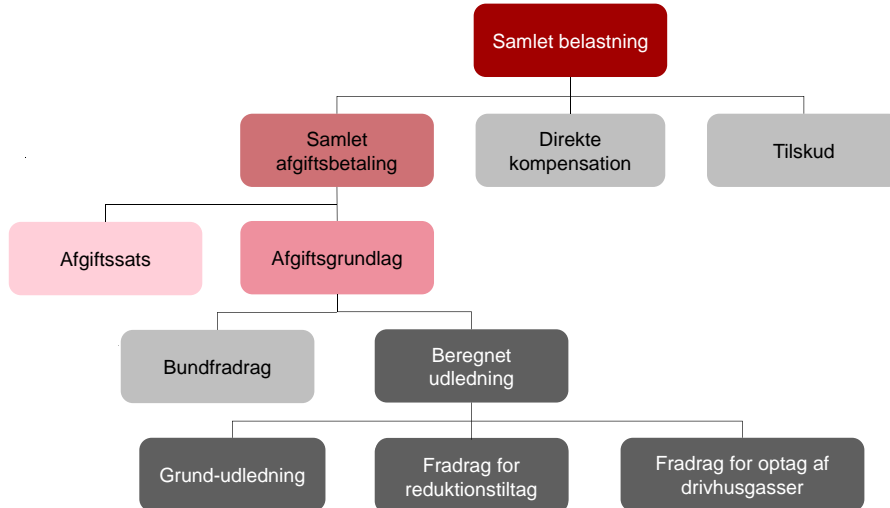 Samlet belastning
Samlet
afgiftsbetaling
Direkte
kompensation
Tilskud
Afgiftssats
Afgiftsgrundlag
Bundfradrag
Beregnet
udledning
Grund-udledning
Fradrag for
reduktionstiltag
Fradrag for optag af
drivhusgasser